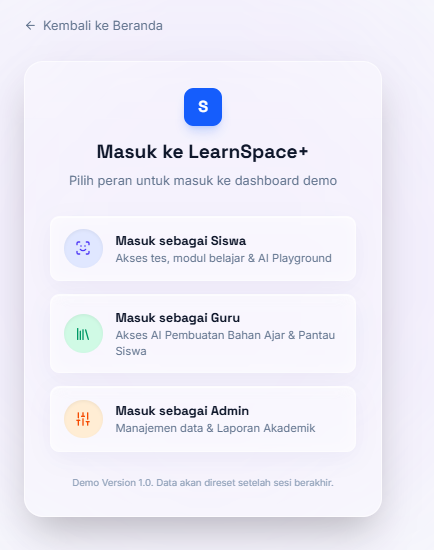 ← Kembali ke Beranda
S
Masuk ke LearnSpace+
Pilih peran untuk masuk ke dashboard demo
Masuk sebagai Siswa
Akses tes, modul belajar & AI Playground
Masuk sebagai Guru
Akses AI Pembuatan Bahan Ajar & Pantau
Siswa
Masuk sebagai Admin
Manajemen data & Laporan Akademik
Demo Version 1.0. Data akan direset setelah sesi berakhir.